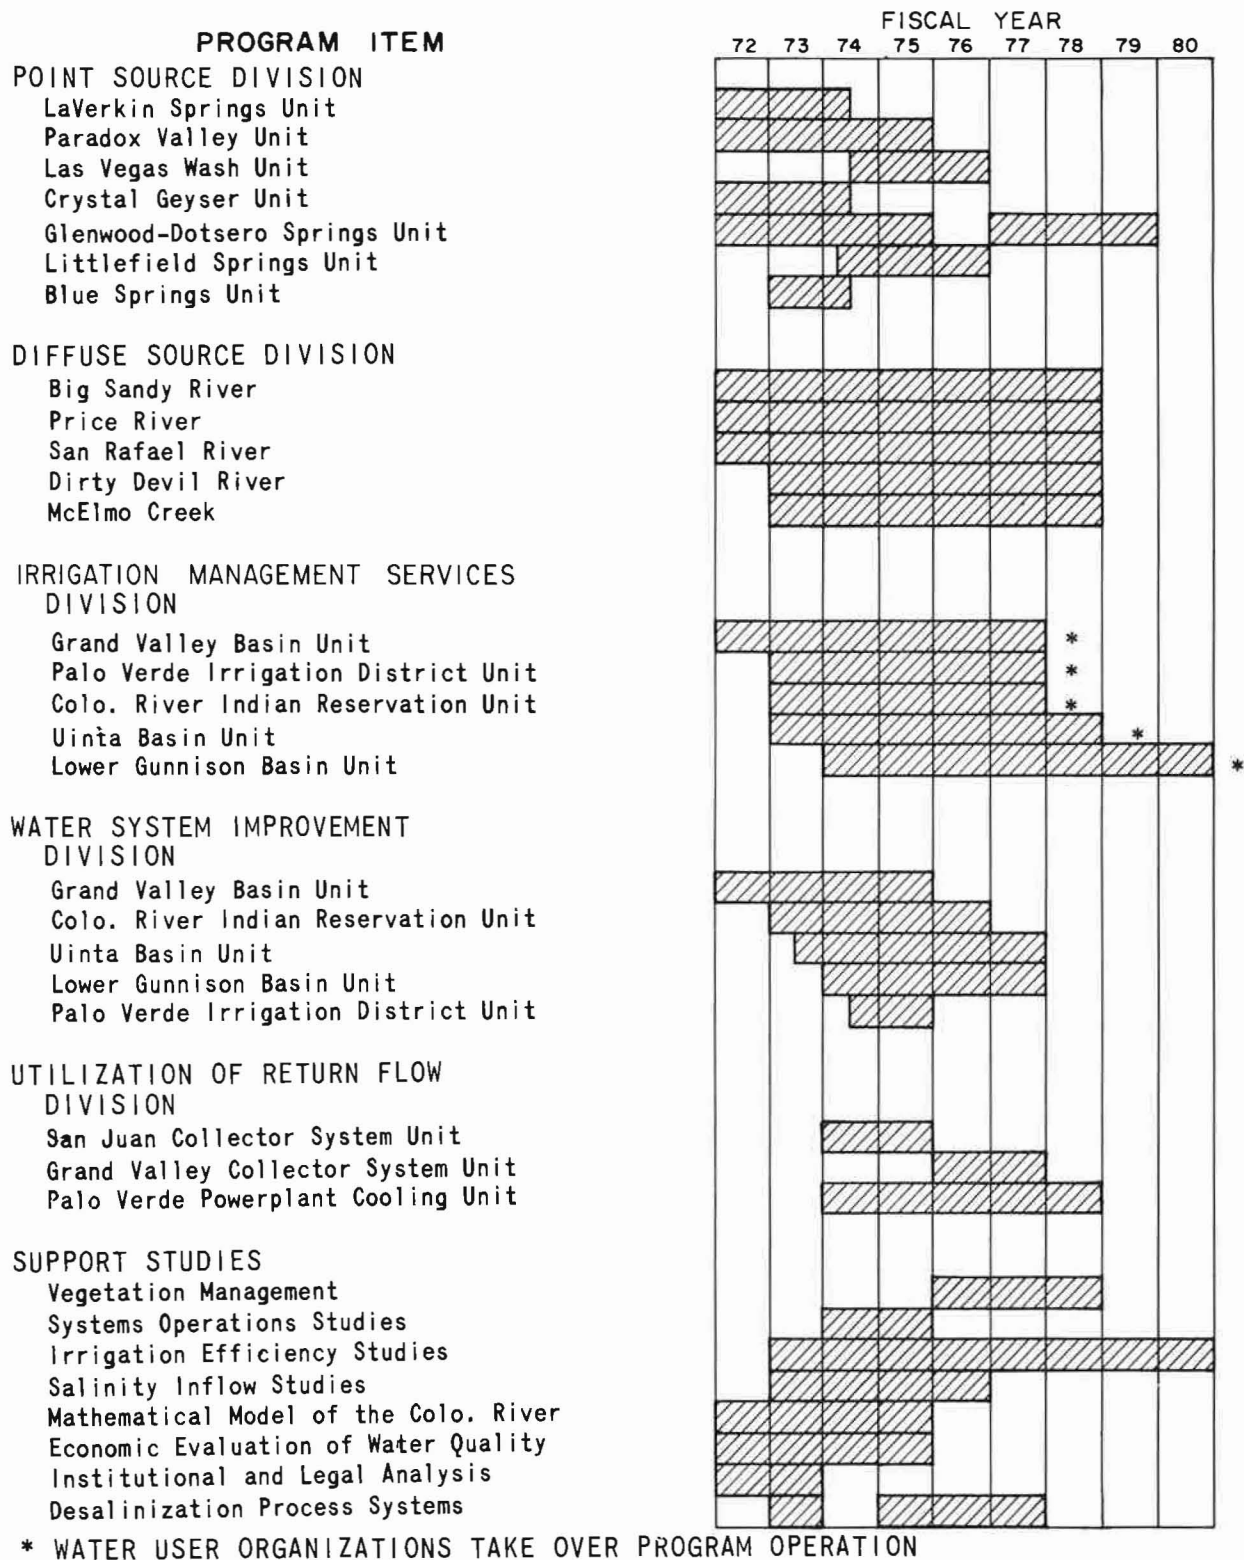 FISCAL YEAR
PROGRAM ITEM
72 73 74 75 76 77 78 79 80
POINT SOURCE DIVISION
LaVerkin Springs Unit
Paradox Valley Unit
Las Vegas Wash Unit
Crystal Geyser Unit
Glenwood-Dotsero Springs Unit
Littlefield Springs Unit
Blue Springs Unit
DIFFUSE SOURCE DIVISION
Big Sandy River
Price River
San Rafael River
Dirty Devil River
McElmo Creek
IRRIGATION MANAGEMENT SERVICES
DIVISION
Grand Valley Basin Unit *
Palo Verde Irrigation District Unit *
Colo. River Indian Reservation Unit *
Uinta Basin Unit *
Lower Gunnison Basin Unit *
WATER SYSTEM IMPROVEMENT
DIVISION
Grand Valley Basin Unit
Colo. River Indian Reservation Unit
Uinta Basin Unit
Lower Gunnison Basin Unit
Palo Verde Irrigation District Unit
UTILIZATION OF RETURN FLOW
DIVISION
San Juan Collector System Unit
Grand Valley Collector System Unit
Palo Verde Powerplant Cooling Unit
SUPPORT STUDIES
Vegetation Management
Systems Operations Studies
Irrigation Efficiency Studies
Salinity Inflow Studies
Mathematical Model of the Colo. River
Economic Evaluation of Water Quality
Institutional and Legal Analysis
Desalinization Process Systems
* WATER USER ORGANIZATIONS TAKE OVER PROGRAM OPERATION